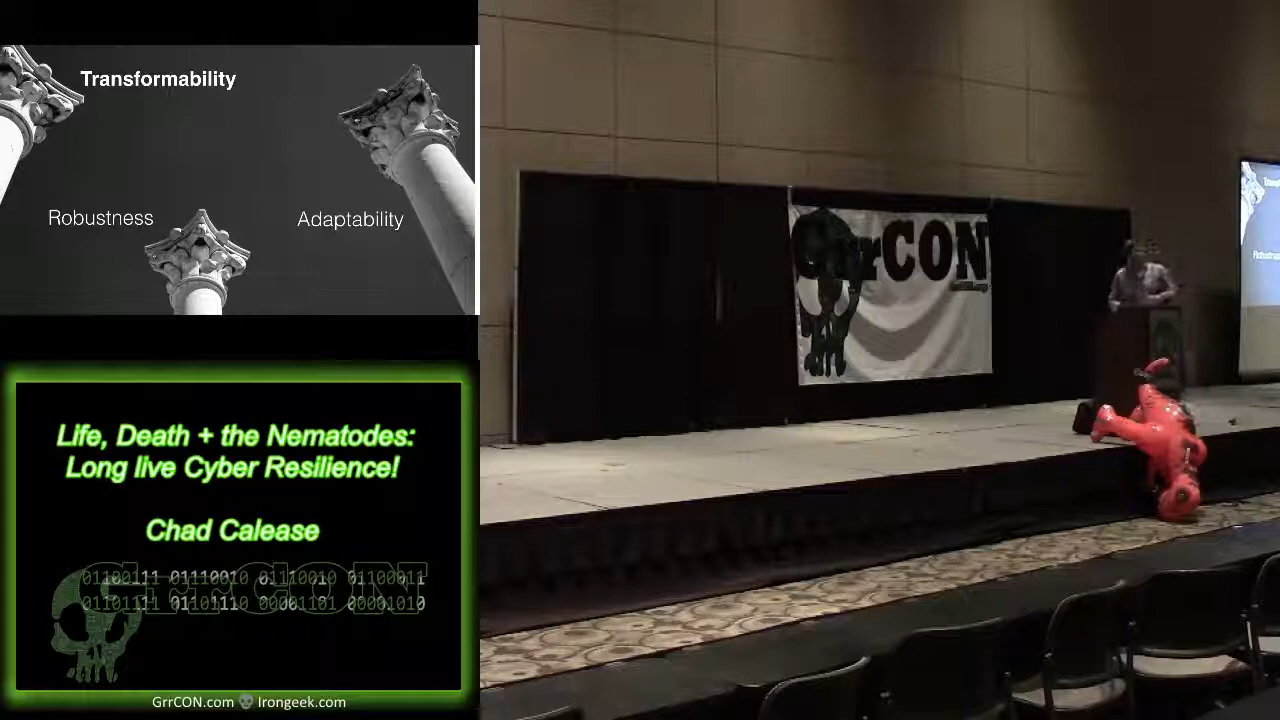 Transformability
Robustness
Adaptability
Life, Death + the Nematodes:
Long live Cyber Resilience!
Chad Calease
GrrCON
01100111 01110010 01110010 01100011
01101111 01101110 00001101 00001010
GrrCON.com Irongeek.com
GrrCON